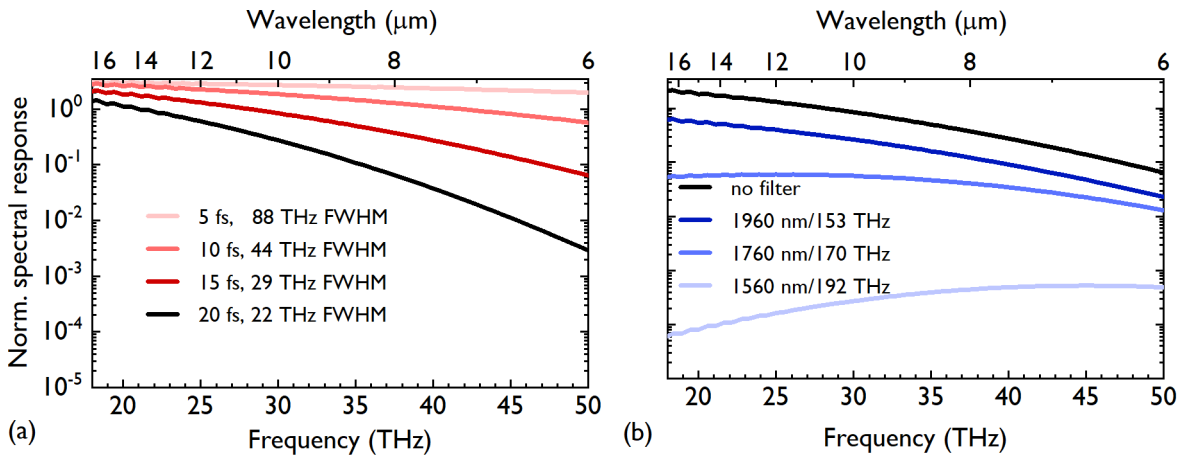 Wavelength (μm)
16 14 12 10 8 6
Norm. spectral response
10^0
10^-1
10^-2
10^-3
10^-4
10^-5
5 fs, 88 THz FWHM
10 fs, 44 THz FWHM
15 fs, 29 THz FWHM
20 fs, 22 THz FWHM
20 25 30 35 40 45 50
(a)
Frequency (THz)
Wavelength (μm)
16 14 12 10 8 6
no filter
1960 nm/153 THz
1760 nm/170 THz
1560 nm/192 THz
20 25 30 35 40 45 50
(b)
Frequency (THz)